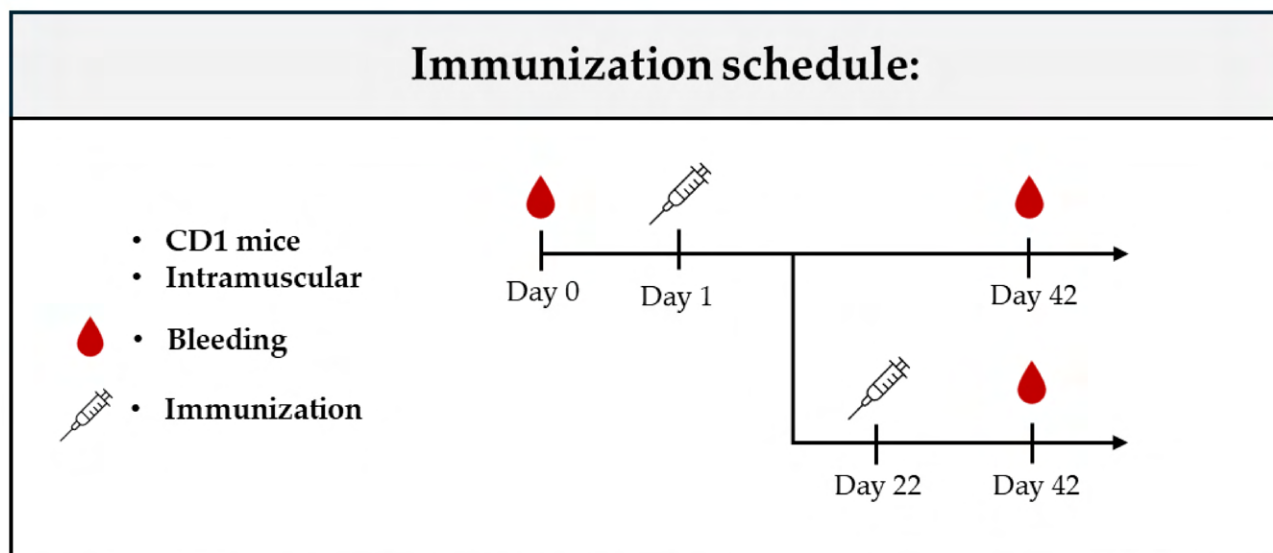 Immunization schedule:
• CD1 mice
• Intramuscular
• Bleeding
• Immunization
Day 0
Day 1
Day 42
Day 22
Day 42